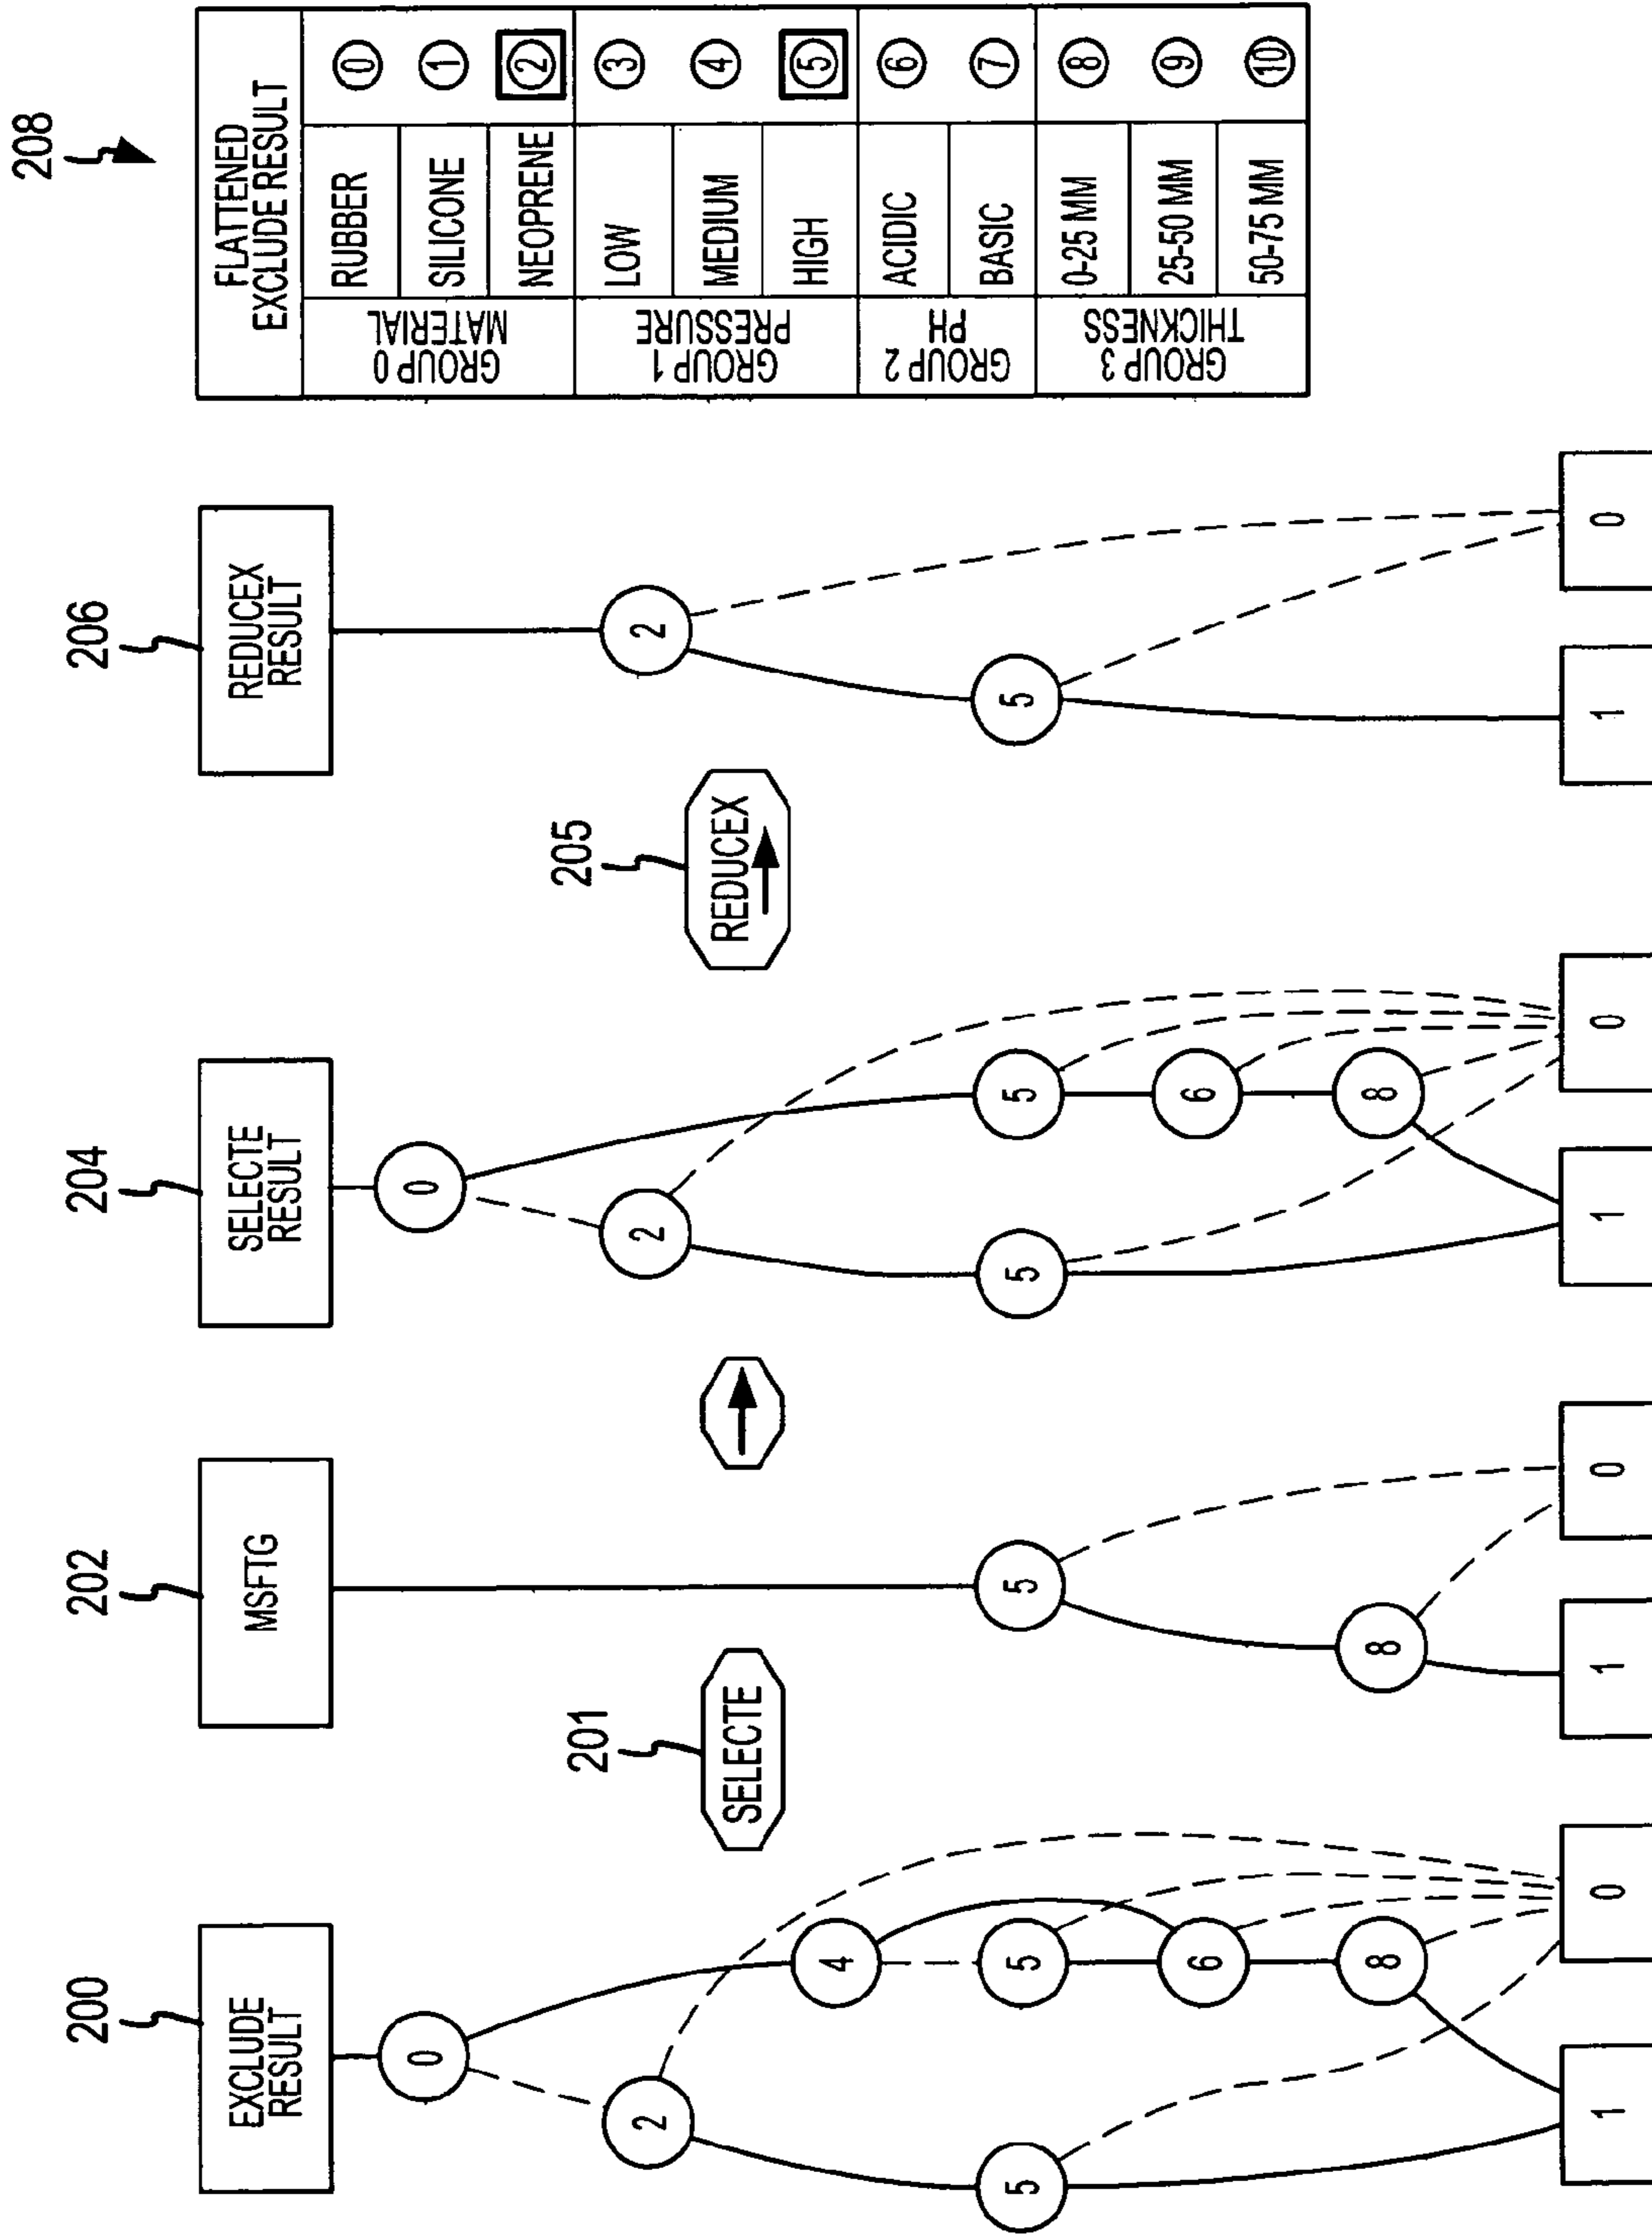 200
EXCLUDE
RESULT
0
2
4
5
5
6
8
1
0
201
SELECTE
202
MSFTG
5
8
1
0
204
SELECTE
RESULT
0
2
5
5
6
8
1
0
205
REDUCEX
206
REDUCEX
RESULT
2
5
1
0
208
FLATTENED
EXCLUDE RESULT
GROUP 0
MATERIAL
RUBBER 0
SILICONE 1
NEOPRENE 2
GROUP 1
PRESSURE
LOW 3
MEDIUM 4
HIGH 5
GROUP 2
PH
ACIDIC 6
BASIC 7
GROUP 3
THICKNESS
0-25 MM 8
25-50 MM 9
50-75 MM 10